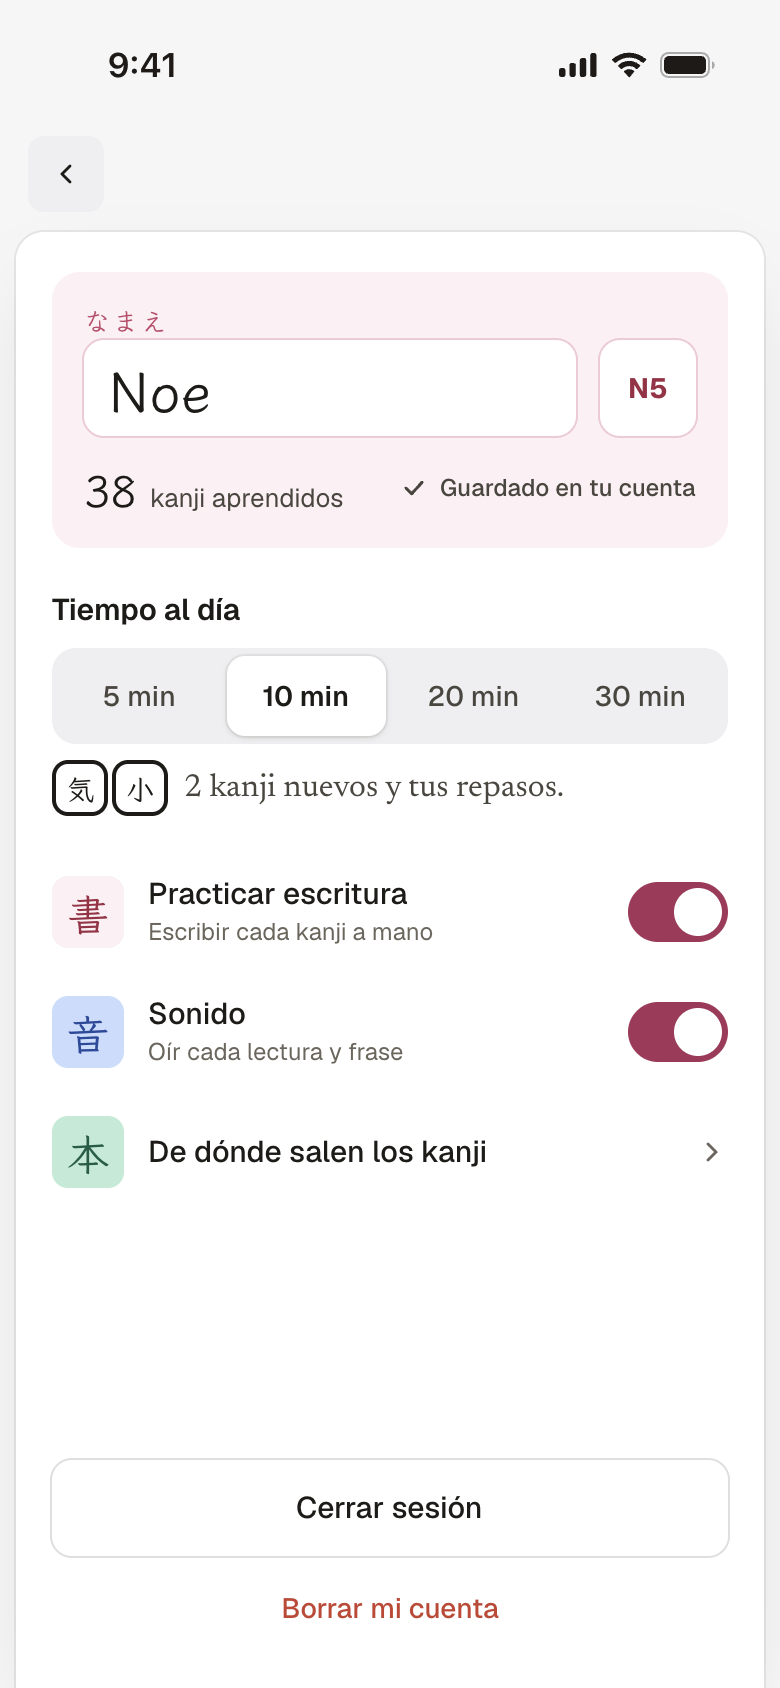 9:41
なまえ
Noe
N5
38 kanji aprendidos
Guardado en tu cuenta
Tiempo al día
5 min
10 min
20 min
30 min
気 小 2 kanji nuevos y tus repasos.
書
Practicar escritura
Escribir cada kanji a mano
音
Sonido
Oír cada lectura y frase
本
De dónde salen los kanji
Cerrar sesión
Borrar mi cuenta